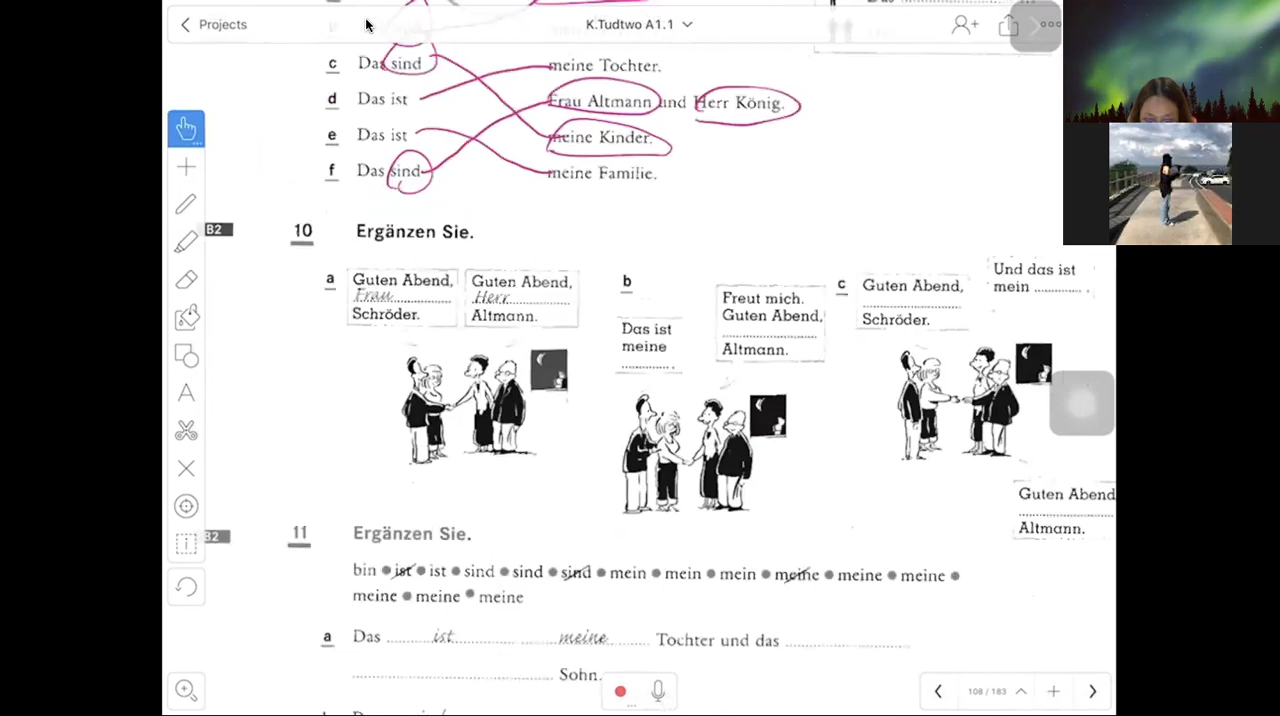 Projects
K.Tudtwo A1.1
c Das sind meine Tochter.
d Das ist Frau Altmann und Herr König.
e Das ist meine Kinder.
f Das sind meine Familie.
B2 10 Ergänzen Sie.
a Guten Abend,
Frau
Schröder.
Guten Abend,
Herr
Altmann.
b
Das ist
meine
Freut mich.
Guten Abend,
Altmann.
c Guten Abend,
Schröder.
Und das ist
mein
Guten Abend
Altmann.
B2 11 Ergänzen Sie.
bin ● ist ● ist ● sind ● sind ● sind ● mein ● mein ● mein ● meine ● meine ● meine ●
meine ● meine ● meine
a Das ist meine Tochter und das
Sohn.
108 / 183